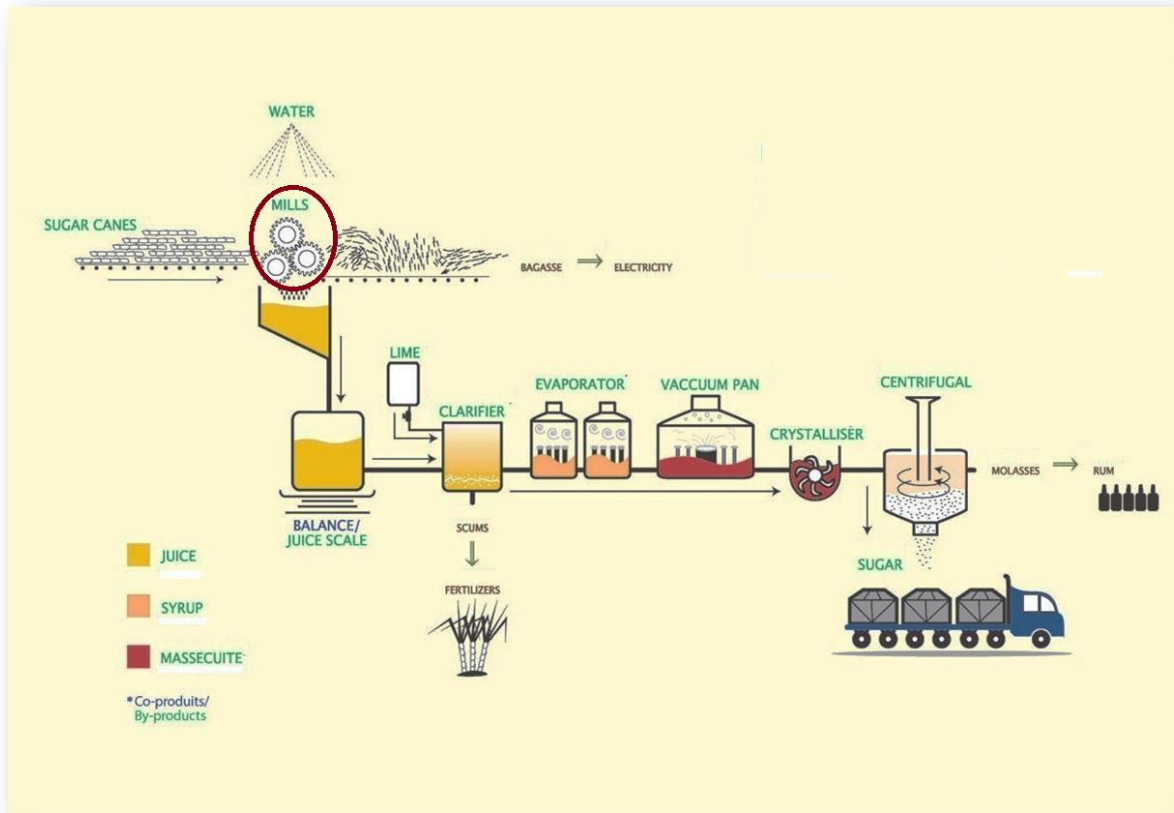 WATER
MILLS
SUGAR CANES
BAGASSE
ELECTRICITY
LIME
CLARIFIER
EVAPORATOR
VACCUUM PAN
CRYSTALLISER
CENTRIFUGAL
MOLASSES
RUM
BALANCE/
JUICE SCALE
SCUMS
FERTILIZERS
SUGAR
JUICE
SYRUP
MASSECUITE
*Co-produits/
By-products